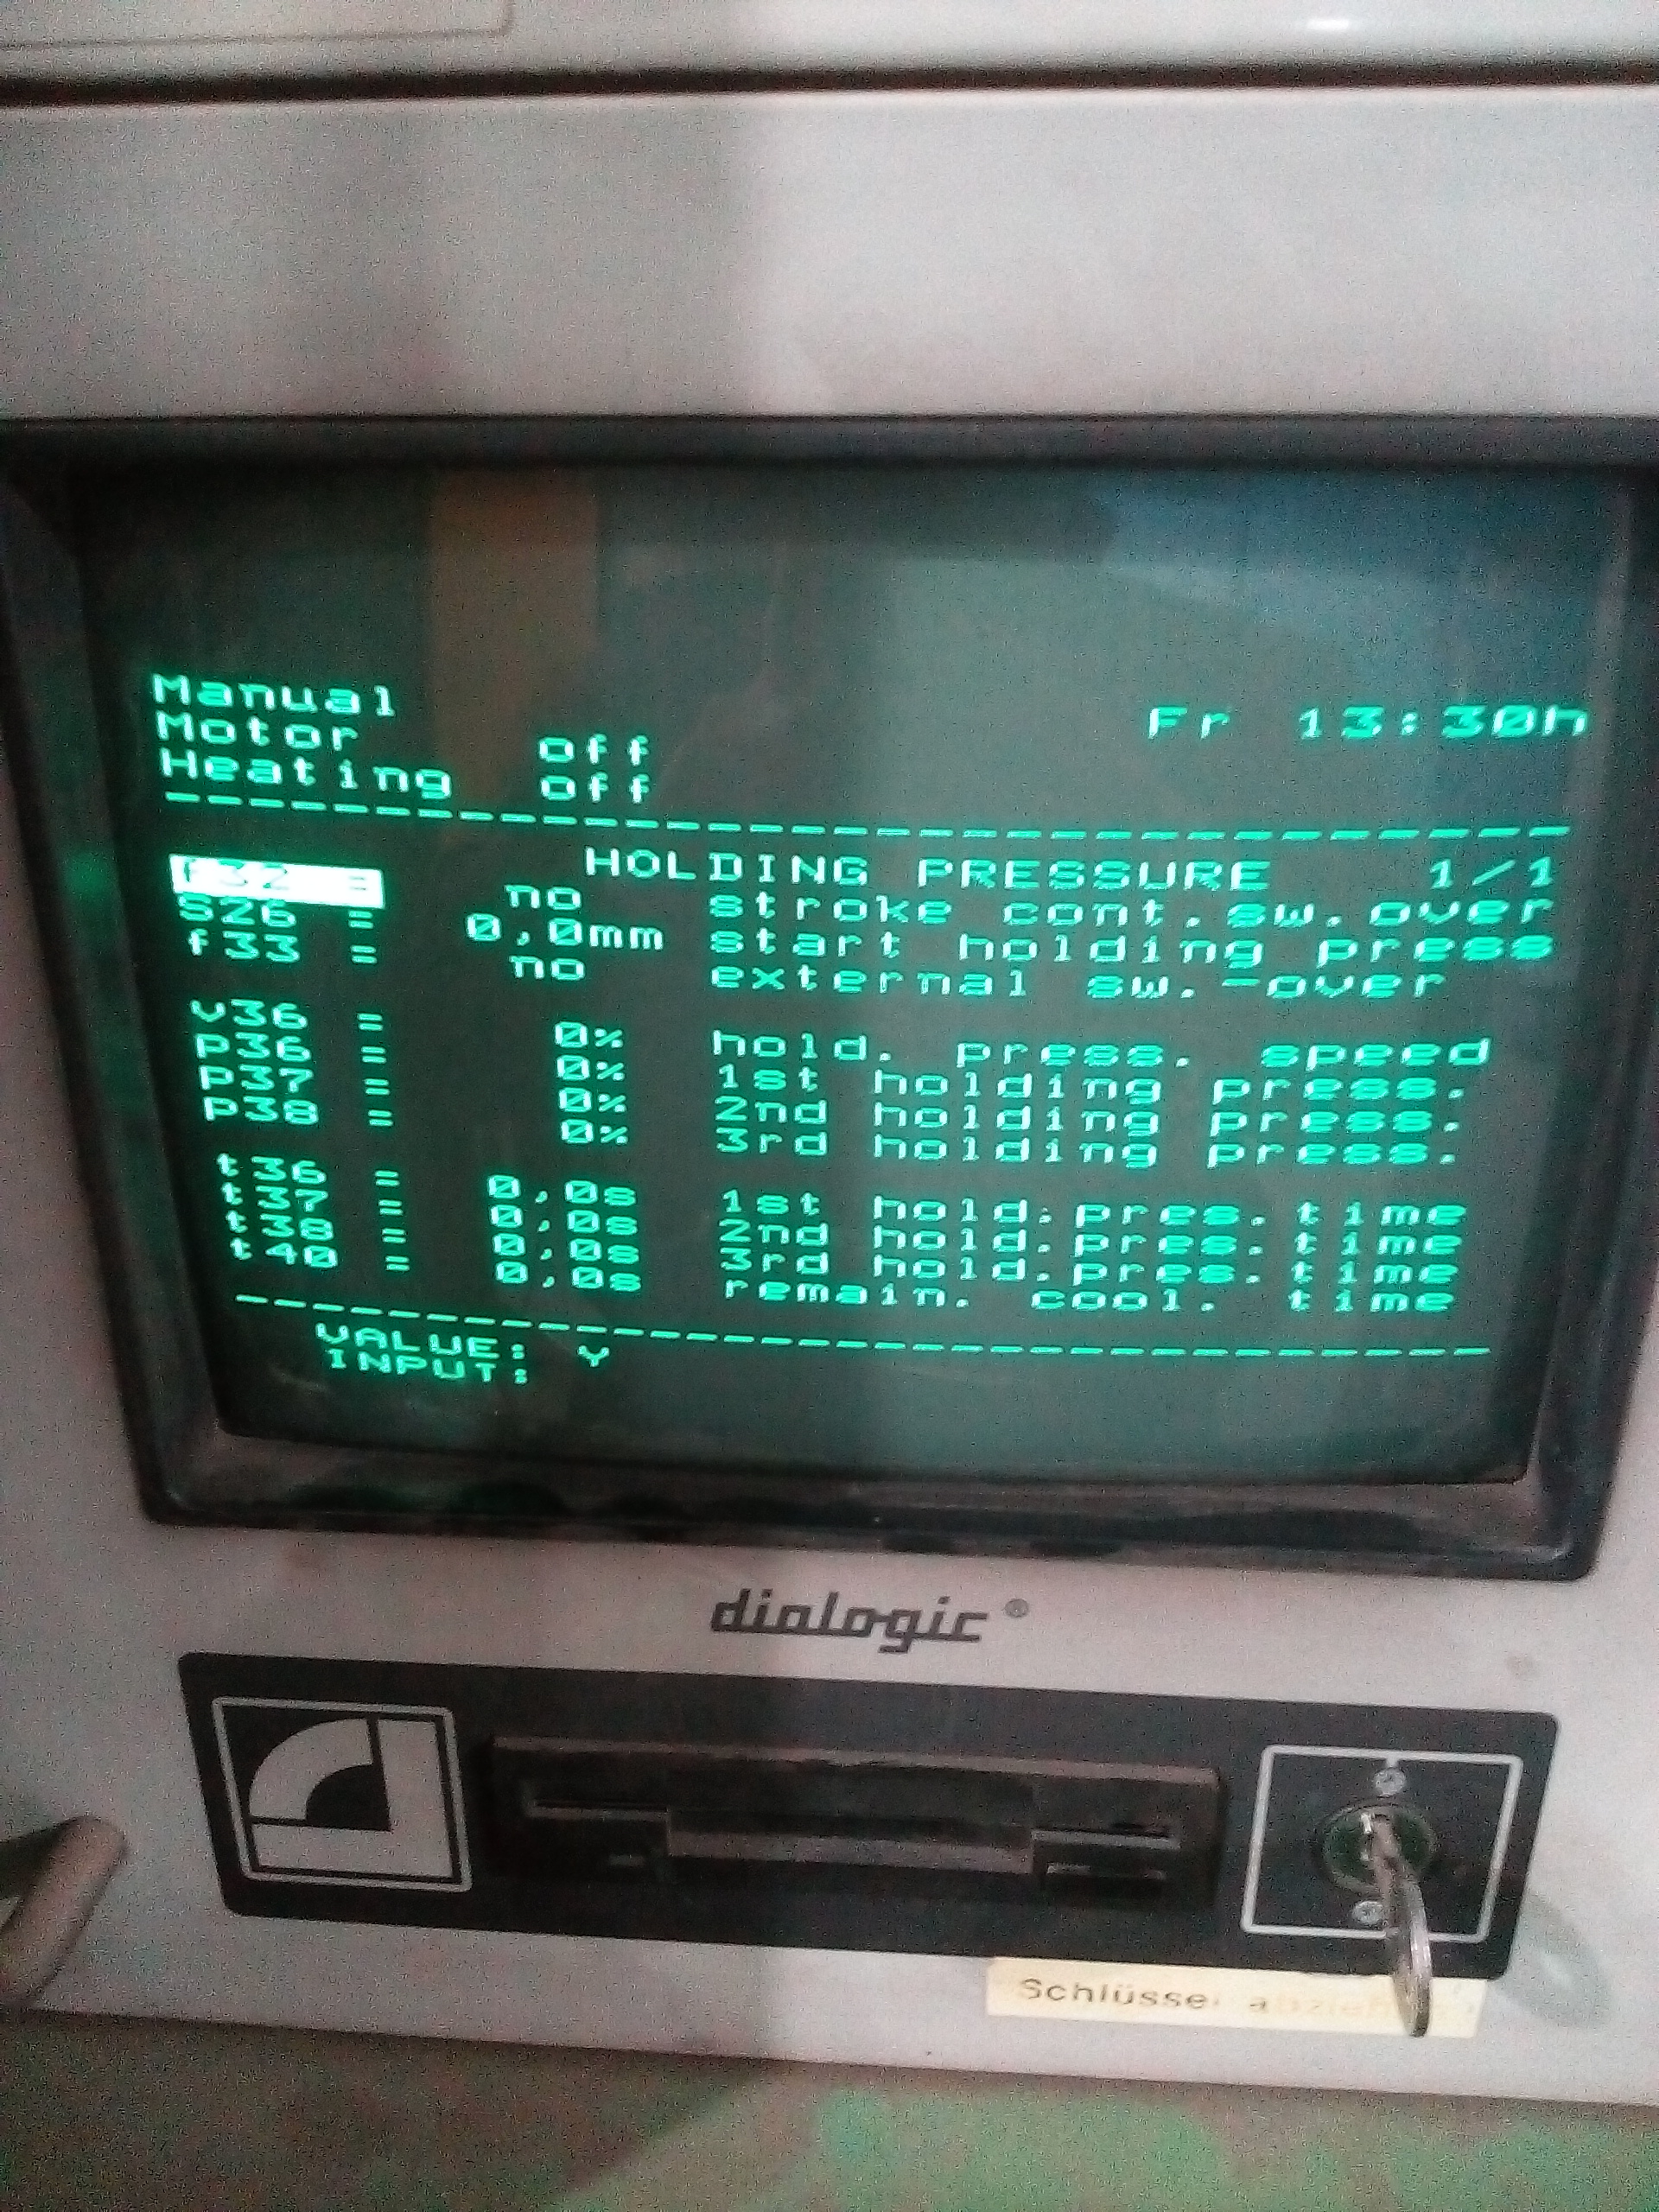 Manual
Motor off Fr 13:30h
Heating off
HOLDING PRESSURE 1/1
f32 = no stroke cont.sw.over
S26 = 0,0mm start holding press
f33 = no external sw.-over
v36 = 0% hold. press. speed
P36 = 0% 1st holding press.
P37 = 0% 2nd holding press.
P38 = 0% 3rd holding press.
t36 = 0,0s 1st hold.pres.time
t37 = 0,0s 2nd hold.pres.time
t38 = 0,0s 3rd hold.pres.time
t40 = 0,0s remain. cool. time
VALUE: Y
INPUT:
dialogic®
Schlüssel